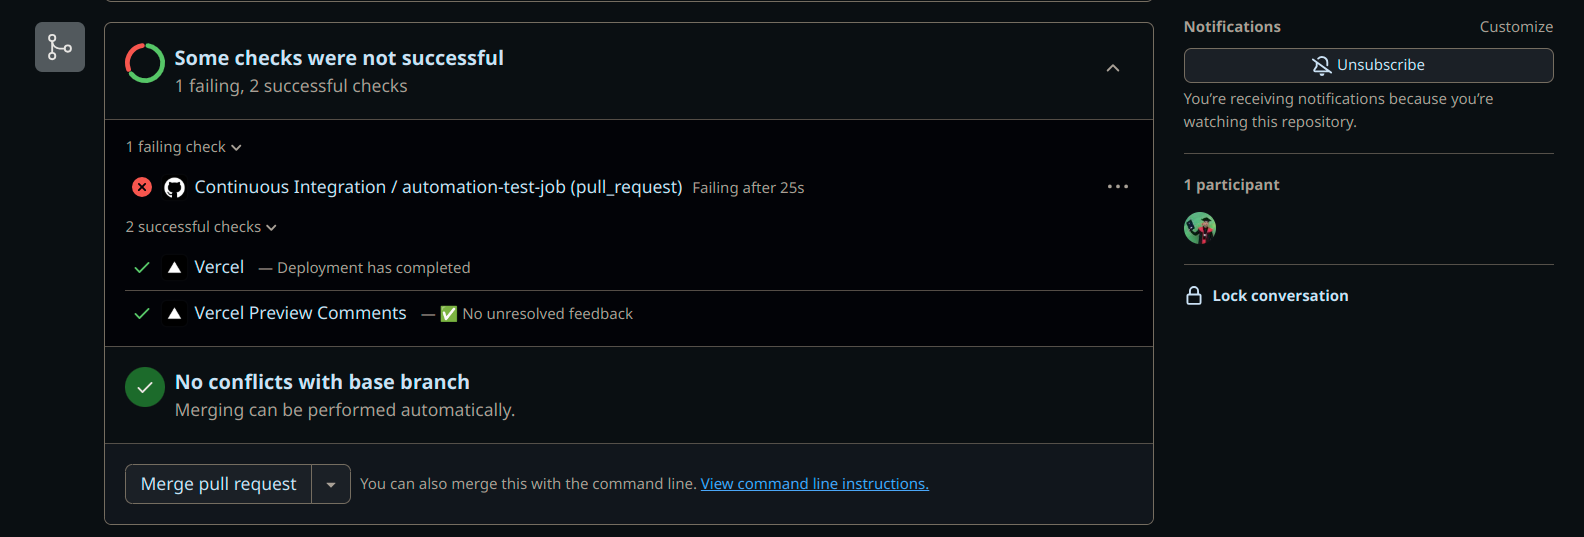 Some checks were not successful
1 failing, 2 successful checks
1 failing check
Continuous Integration / automation-test-job (pull_request) Failing after 25s
2 successful checks
Vercel — Deployment has completed
Vercel Preview Comments — ✅ No unresolved feedback
No conflicts with base branch
Merging can be performed automatically.
Merge pull request You can also merge this with the command line. View command line instructions.
Notifications Customize
Unsubscribe
You’re receiving notifications because you’re
watching this repository.
1 participant
Lock conversation